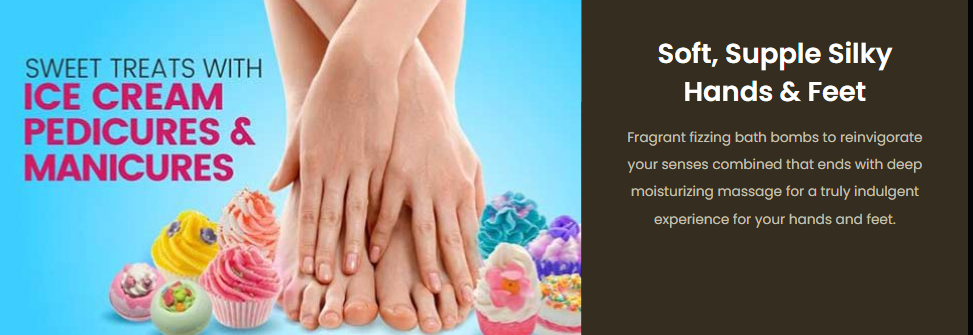 SWEET TREATS WITH
ICE CREAM
PEDICURES &
MANICURES
Soft, Supple Silky
Hands & Feet
Fragrant fizzing bath bombs to reinvigorate
your senses combined that ends with deep
moisturizing massage for a truly indulgent
experience for your hands and feet.